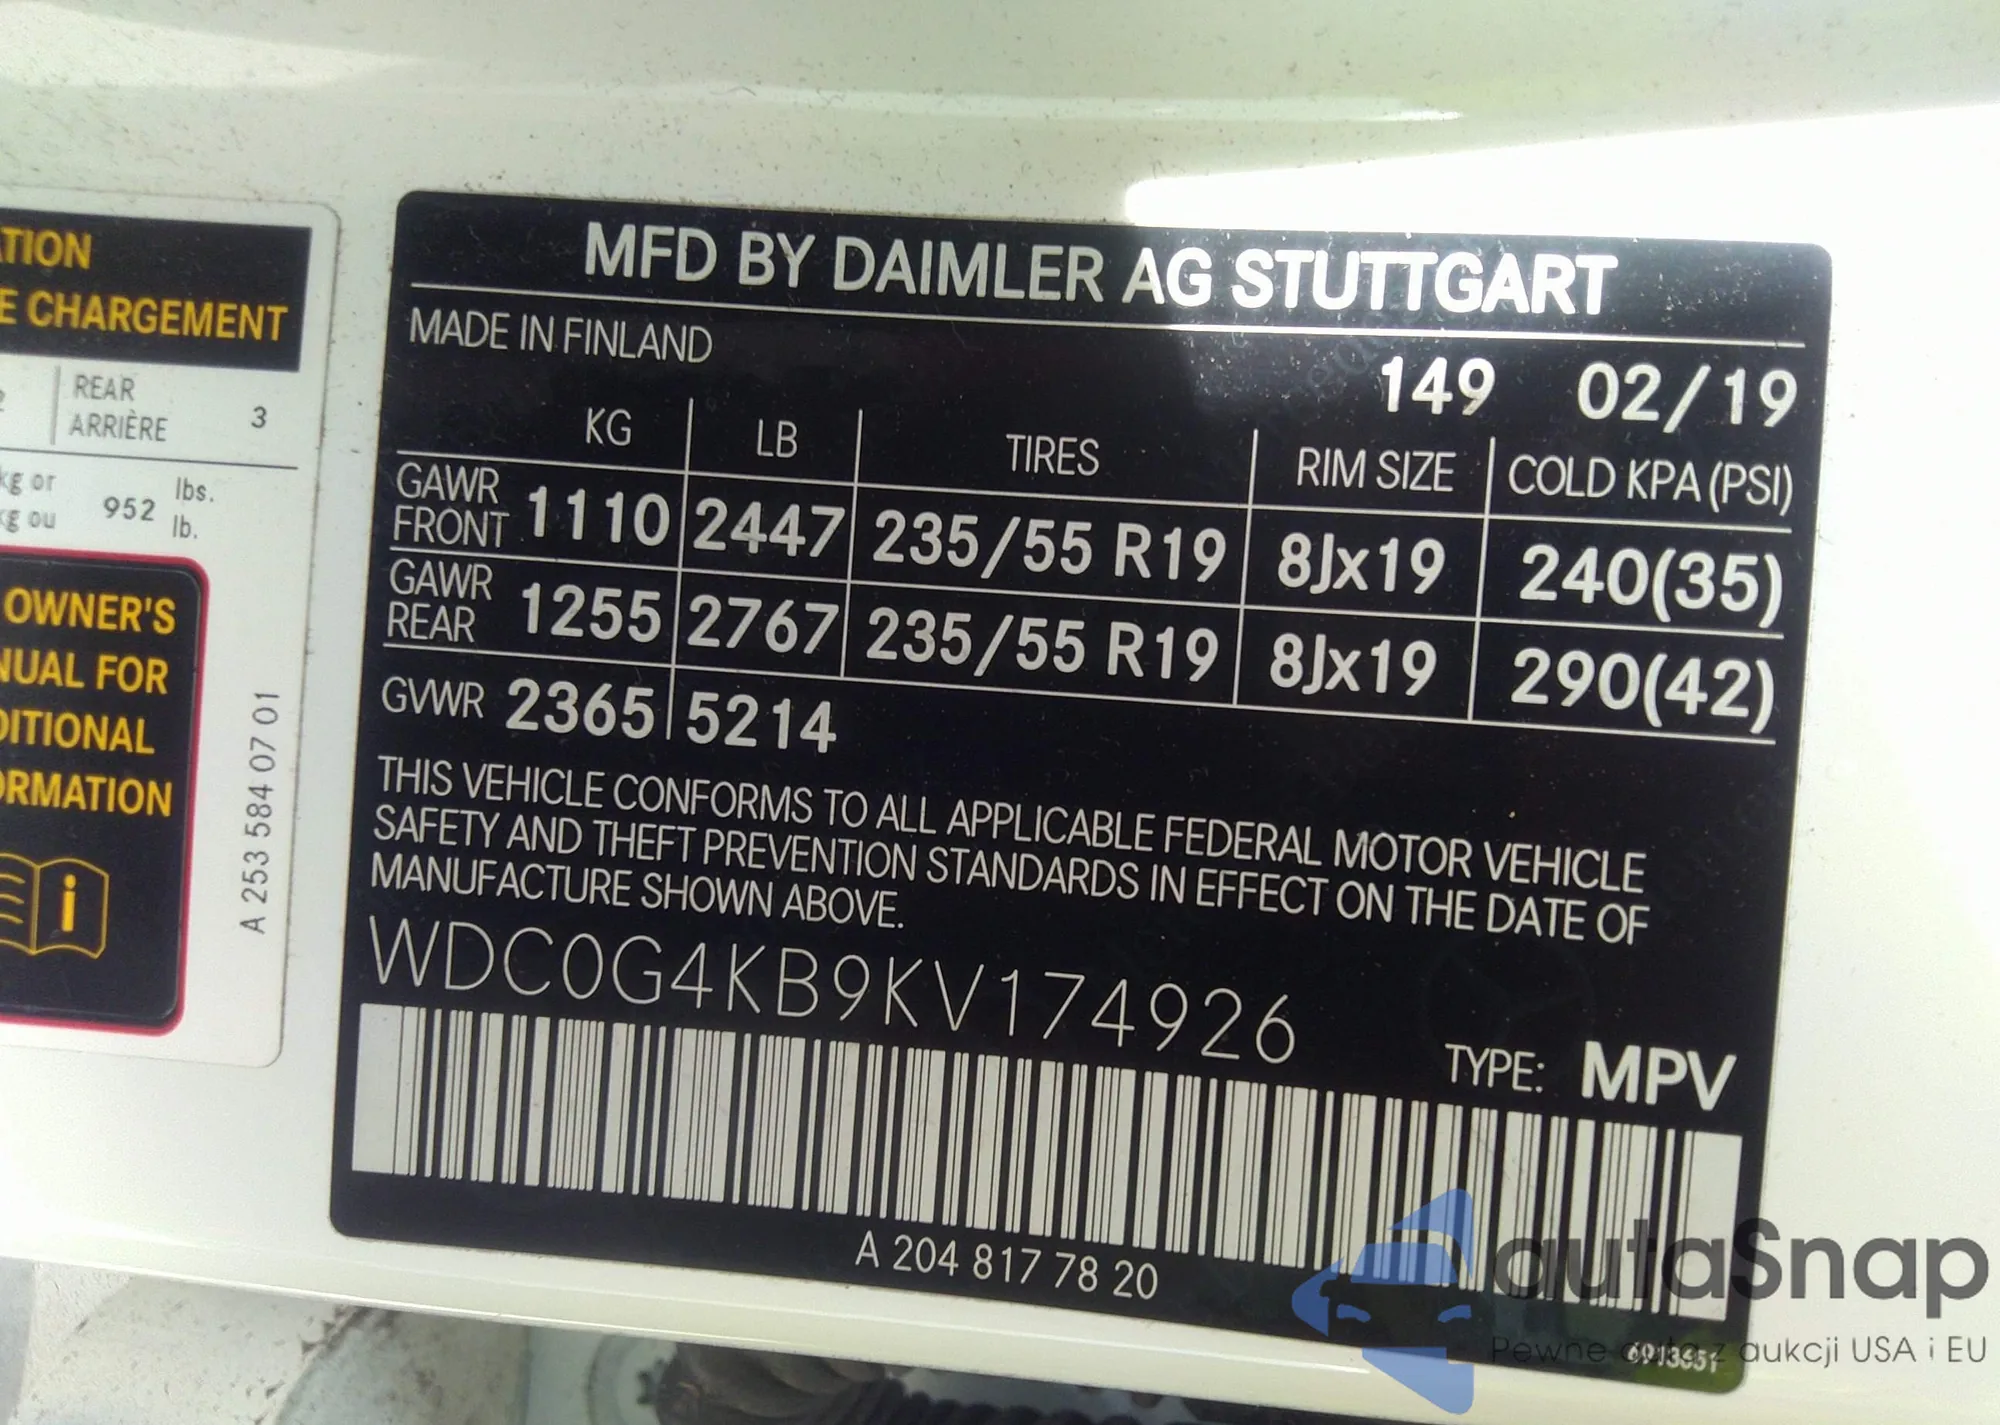 TION
E CHARGEMENT
REAR
ARRIÈRE 3
kg or
kg ou 952 lbs.
lb.
OWNER'S
NUAL FOR
DITIONAL
ORMATION
A 253 584 07 01
MFD BY DAIMLER AG STUTTGART
MADE IN FINLAND
149 02/19
KG LB TIRES RIM SIZE COLD KPA (PSI)
GAWR
FRONT 1110 2447 235/55 R19 8Jx19 240(35)
GAWR
REAR 1255 2767 235/55 R19 8Jx19 290(42)
GVWR 2365 5214
THIS VEHICLE CONFORMS TO ALL APPLICABLE FEDERAL MOTOR VEHICLE
SAFETY AND THEFT PREVENTION STANDARDS IN EFFECT ON THE DATE OF
MANUFACTURE SHOWN ABOVE.
WDC0G4KB9KV174926
TYPE: MPV
A 204 817 78 20
autaSnap
Pewne auta z aukcji USA i EU